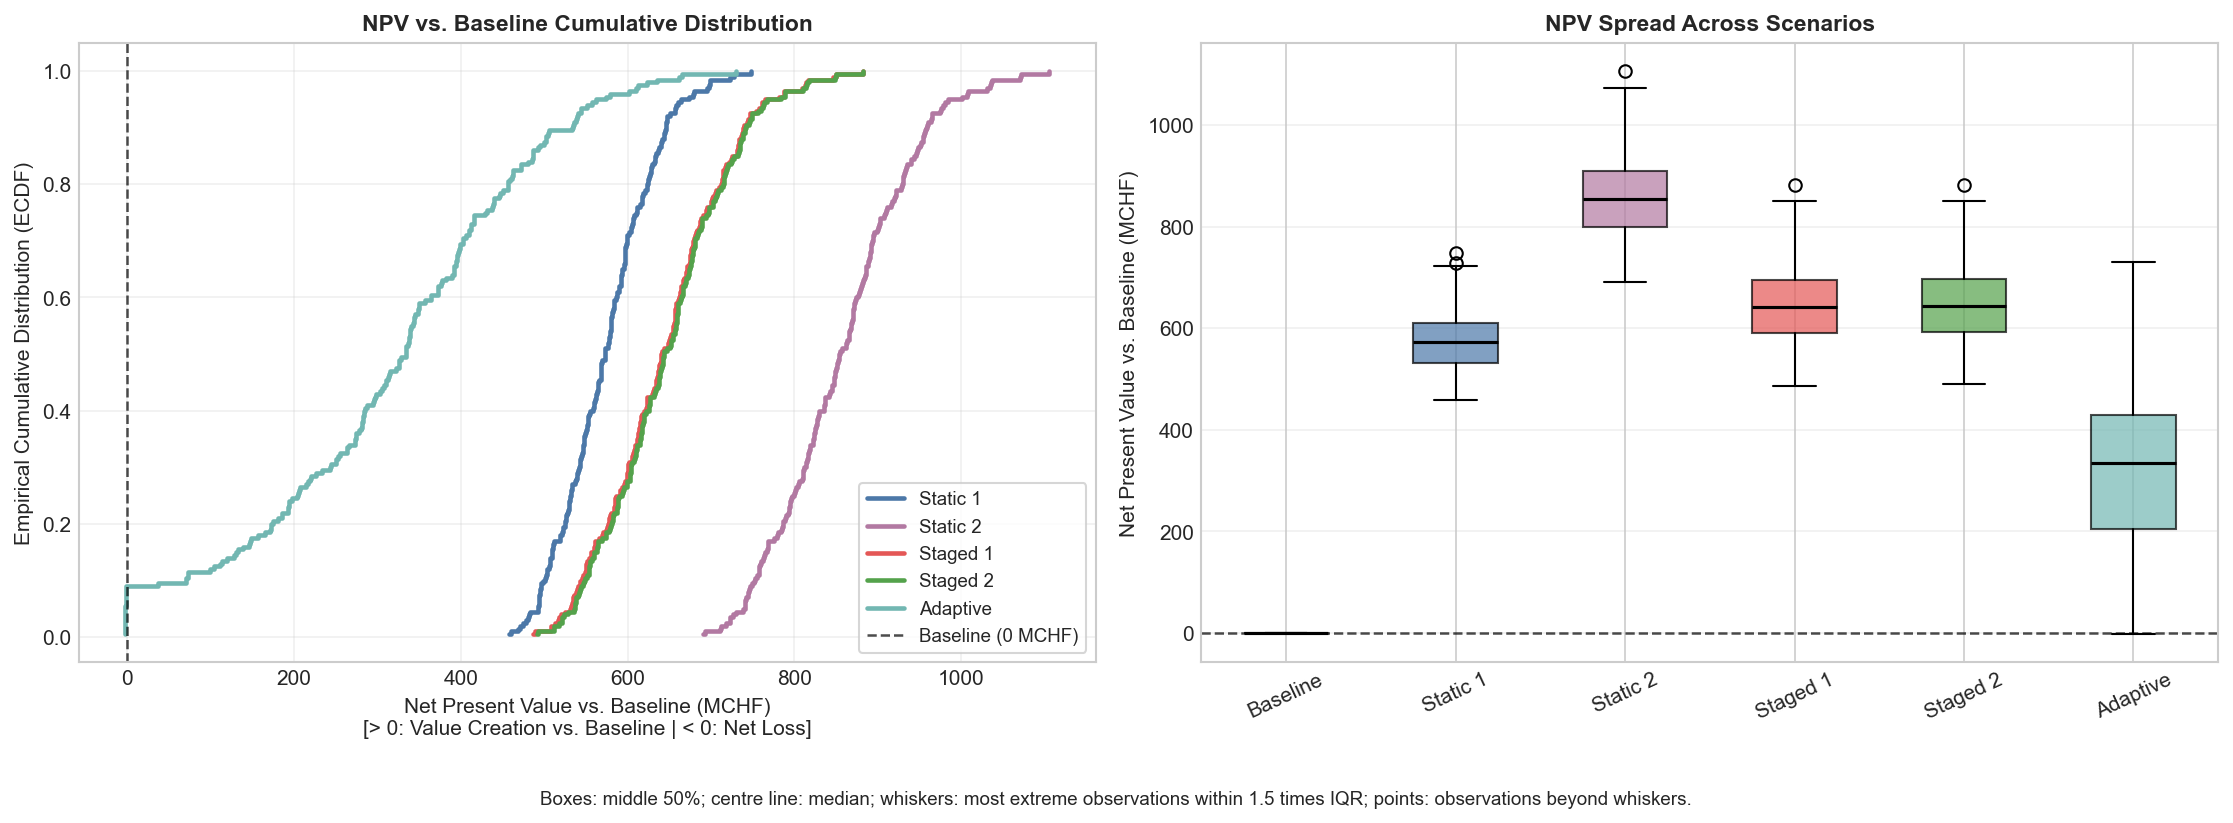 NPV vs. Baseline Cumulative Distribution
Empirical Cumulative Distribution (ECDF)
1.0
0.8
0.6
0.4
0.2
0.0
0
200
400
600
800
1000
Static 1
Static 2
Staged 1
Staged 2
Adaptive
Baseline (0 MCHF)
Net Present Value vs. Baseline (MCHF)
[> 0: Value Creation vs. Baseline | < 0: Net Loss]
NPV Spread Across Scenarios
Net Present Value vs. Baseline (MCHF)
1000
800
600
400
200
0
Baseline
Static 1
Static 2
Staged 1
Staged 2
Adaptive
Boxes: middle 50%; centre line: median; whiskers: most extreme observations within 1.5 times IQR; points: observations beyond whiskers.